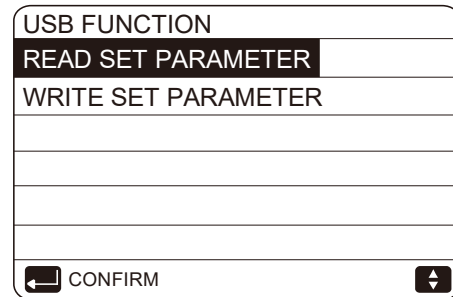 USB FUNCTION
READ SET PARAMETER
WRITE SET PARAMETER
CONFIRM